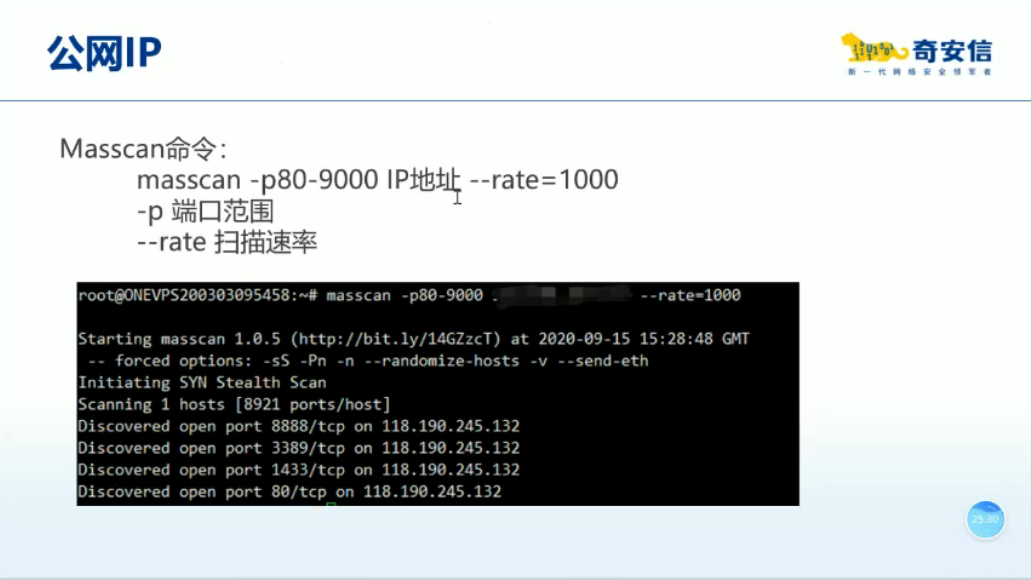 公网IP
奇安信
新一代网络安全领军者
Masscan命令：
masscan -p80-9000 IP地址 --rate=1000
-p 端口范围
--rate 扫描速率
root@ONEVPS200303095458:~# masscan -p80-9000 --rate=1000
Starting masscan 1.0.5 (http://bit.ly/14GZzcT) at 2020-09-15 15:28:48 GMT
-- forced options: -sS -Pn -n --randomize-hosts -v --send-eth
Initiating SYN Stealth Scan
Scanning 1 hosts [8921 ports/host]
Discovered open port 8888/tcp on 118.190.245.132
Discovered open port 3389/tcp on 118.190.245.132
Discovered open port 1433/tcp on 118.190.245.132
Discovered open port 80/tcp on 118.190.245.132
25:30